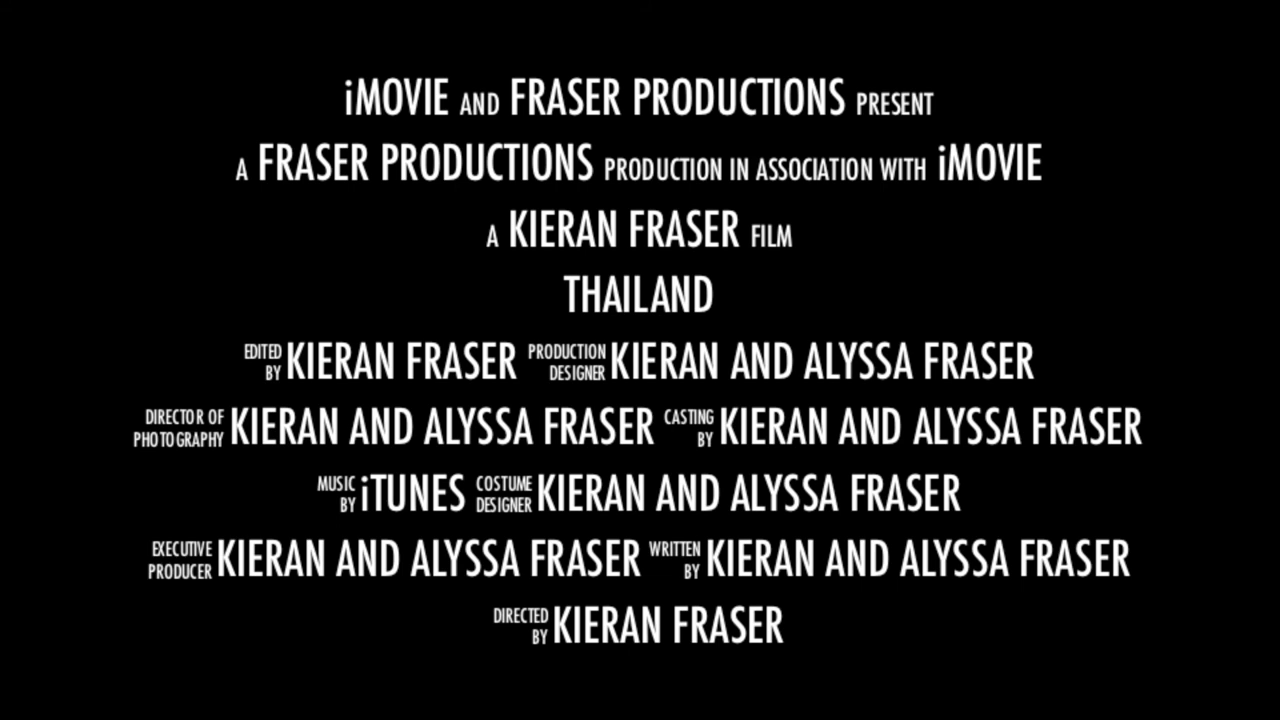 iMOVIE AND FRASER PRODUCTIONS PRESENT
A FRASER PRODUCTIONS PRODUCTION IN ASSOCIATION WITH iMOVIE
A KIERAN FRASER FILM
THAILAND
EDITED BY KIERAN FRASER PRODUCTION DESIGNER KIERAN AND ALYSSA FRASER
DIRECTOR OF PHOTOGRAPHY KIERAN AND ALYSSA FRASER CASTING BY KIERAN AND ALYSSA FRASER
MUSIC BY iTUNES COSTUME DESIGNER KIERAN AND ALYSSA FRASER
EXECUTIVE PRODUCER KIERAN AND ALYSSA FRASER WRITTEN BY KIERAN AND ALYSSA FRASER
DIRECTED BY KIERAN FRASER